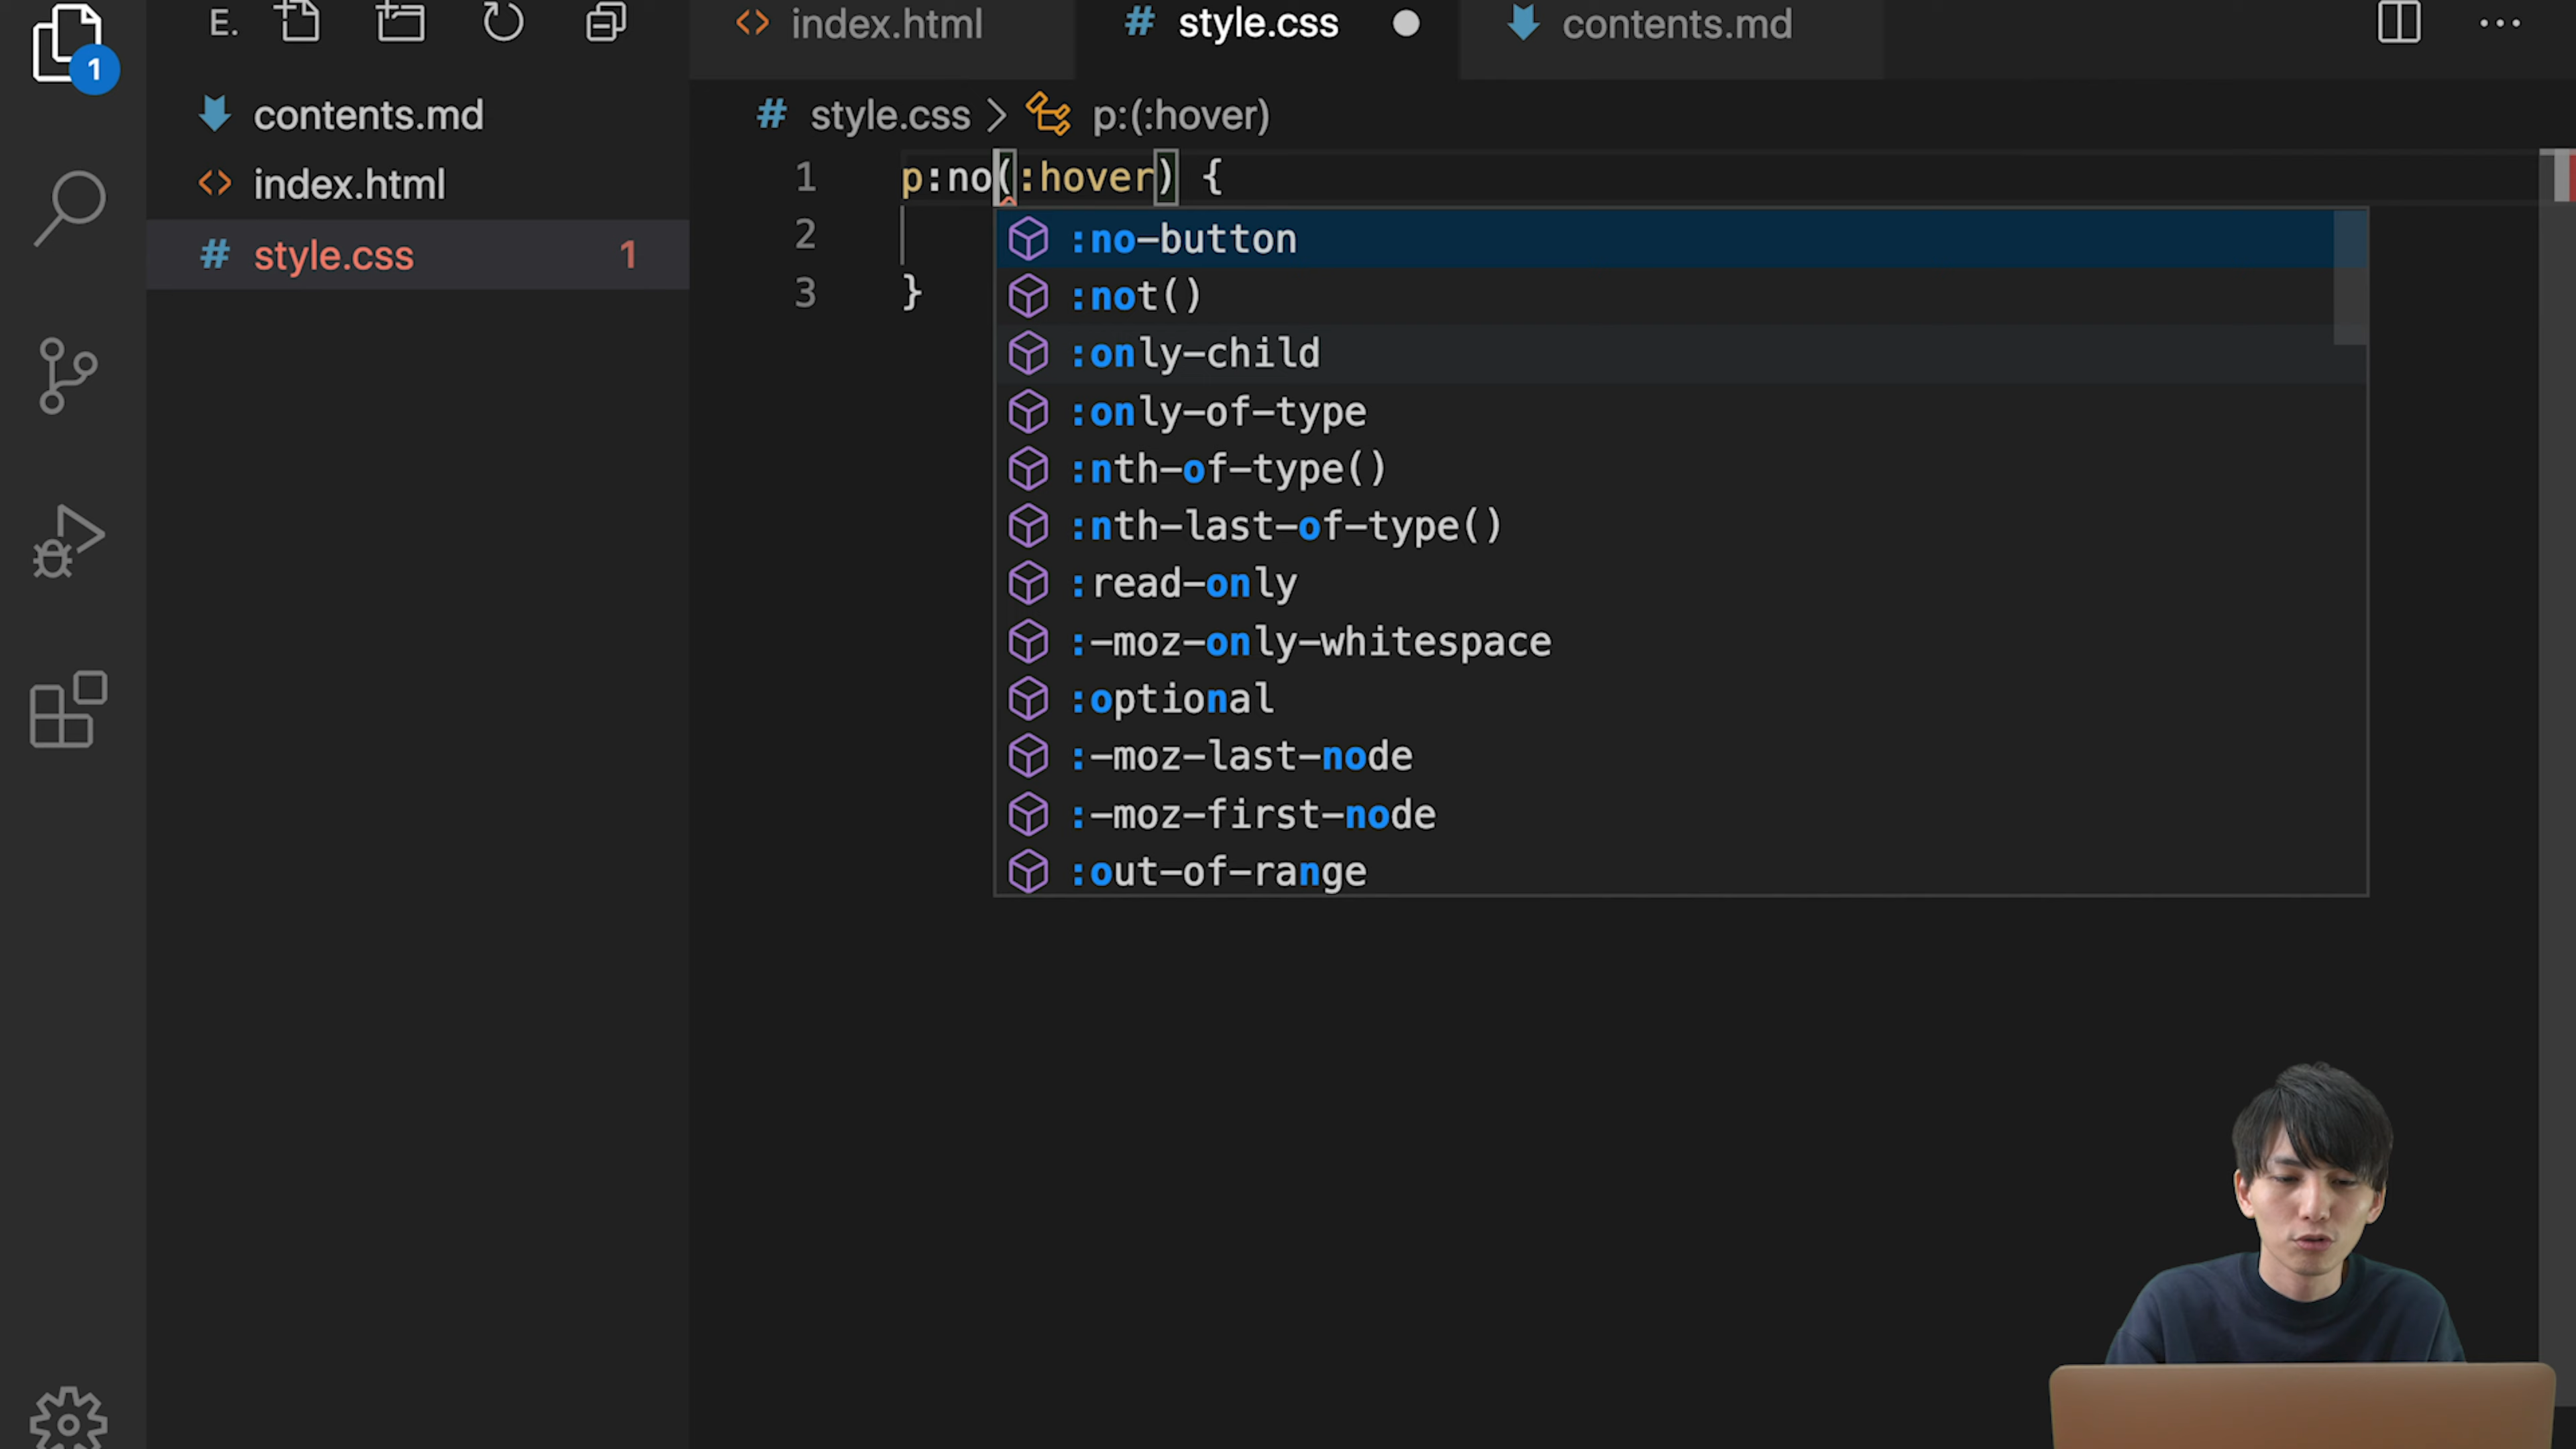 E.
index.html
style.css
contents.md
1
contents.md
index.html
style.css 1
style.css > p:(:hover)
1 p:no(:hover) {
2
3 }
:no-button
:not()
:only-child
:only-of-type
:nth-of-type()
:nth-last-of-type()
:read-only
:-moz-only-whitespace
:optional
:-moz-last-node
:-moz-first-node
:out-of-range